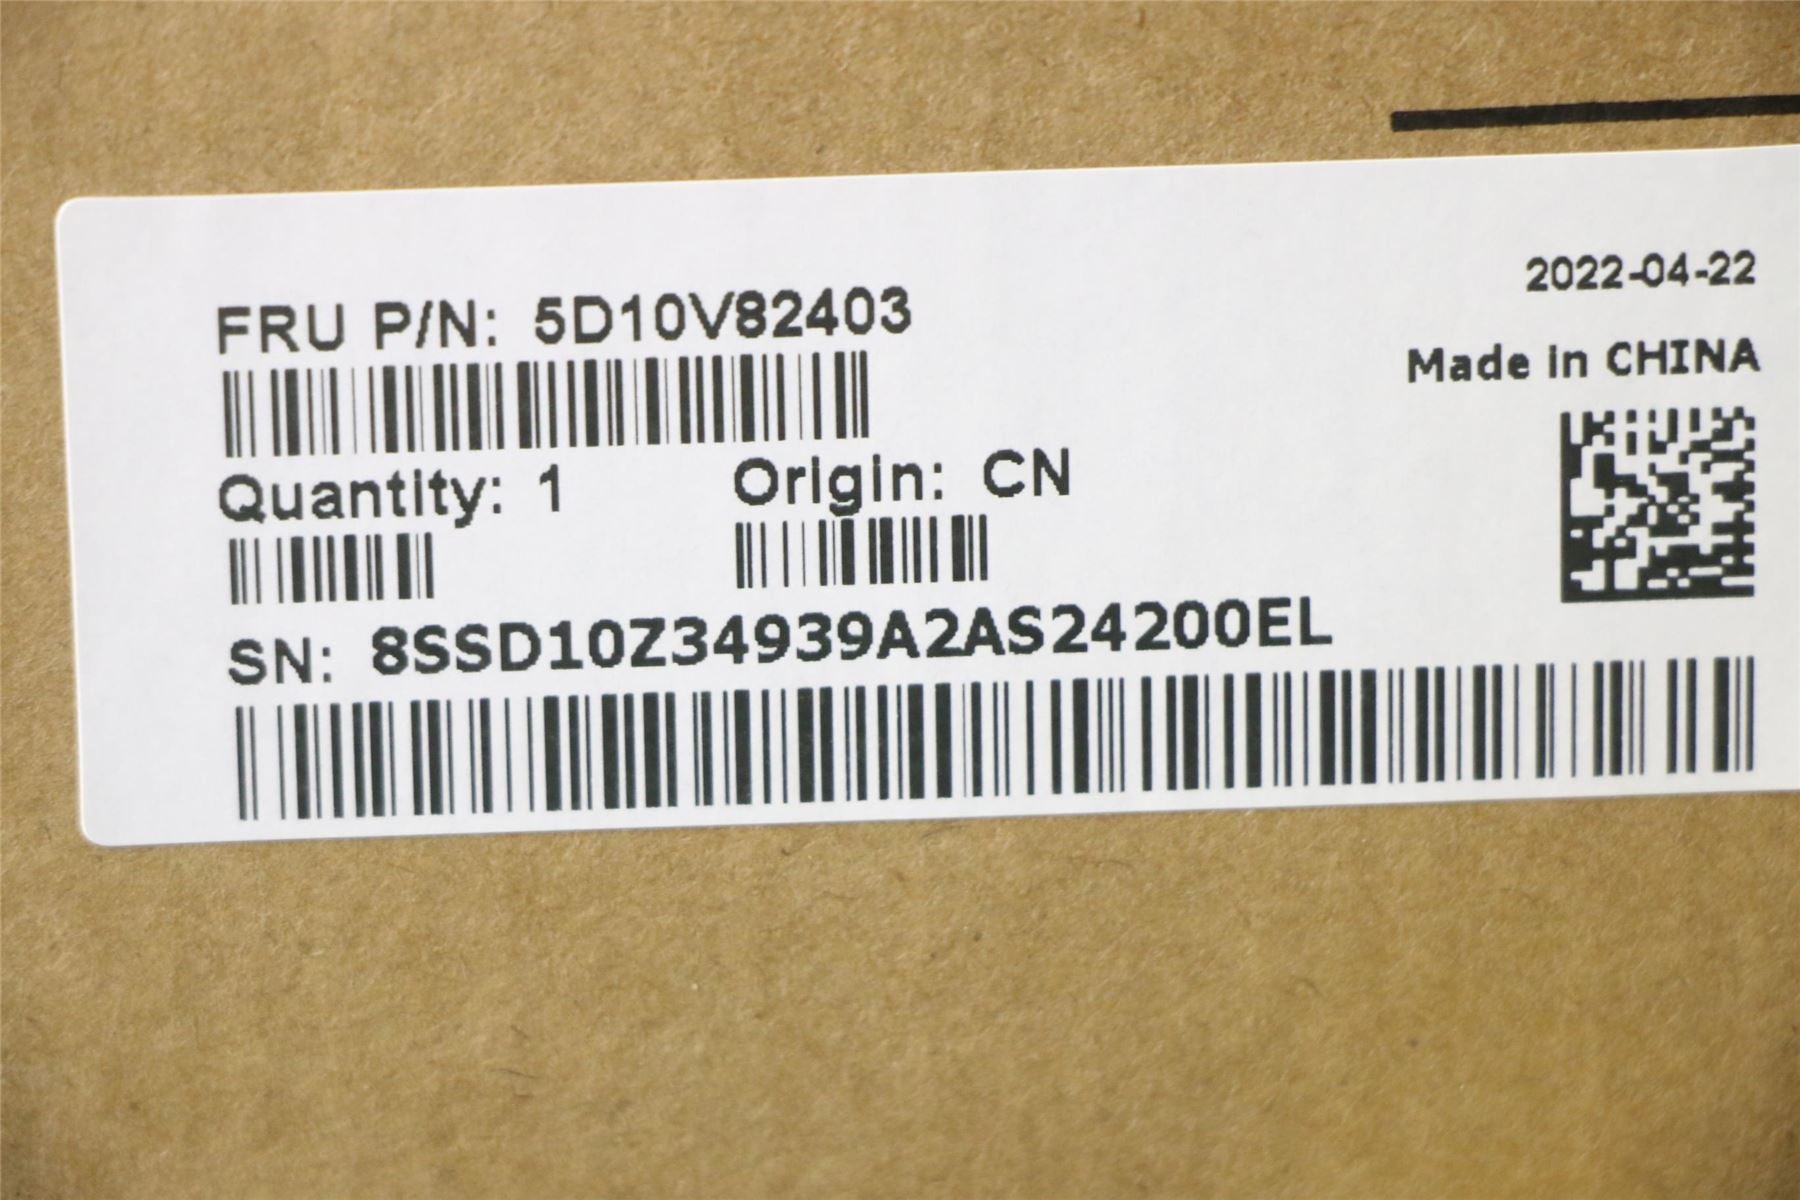 2022-04-22
FRU P/N: 5D10V82403
Made in CHINA
Quantity: 1 Origin: CN
SN: 8SSD10Z34939A2AS24200EL